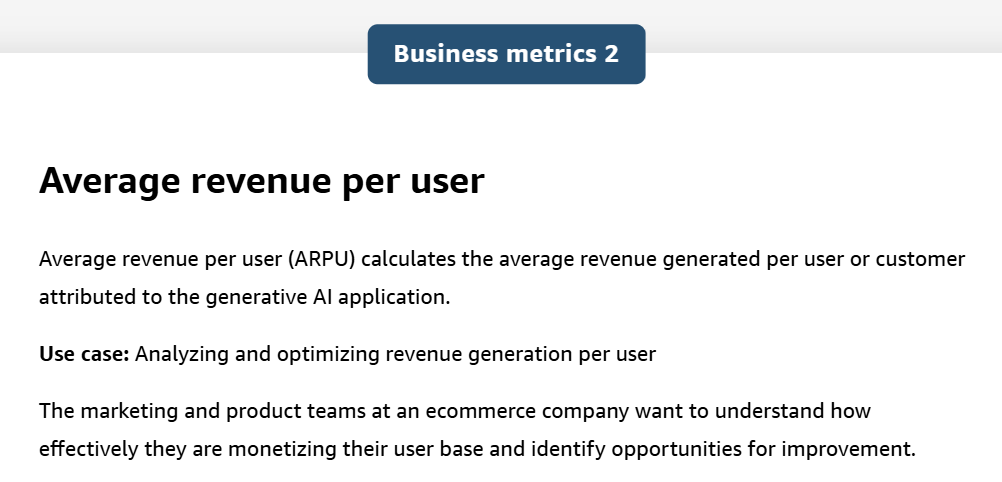 Business metrics 2
Average revenue per user
Average revenue per user (ARPU) calculates the average revenue generated per user or customer
attributed to the generative AI application.
Use case: Analyzing and optimizing revenue generation per user
The marketing and product teams at an ecommerce company want to understand how
effectively they are monetizing their user base and identify opportunities for improvement.